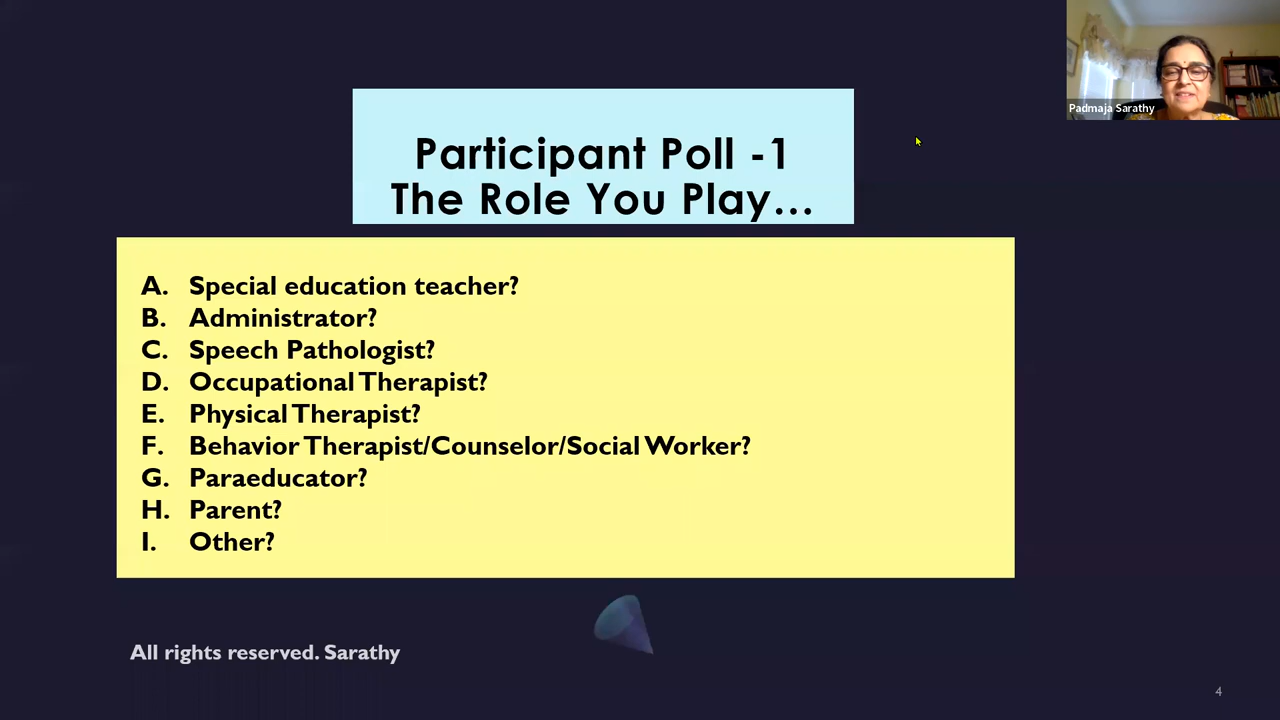 Padmaja Sarathy
Participant Poll -1
The Role You Play...
A. Special education teacher?
B. Administrator?
C. Speech Pathologist?
D. Occupational Therapist?
E. Physical Therapist?
F. Behavior Therapist/Counselor/Social Worker?
G. Paraeducator?
H. Parent?
I. Other?
All rights reserved. Sarathy
4